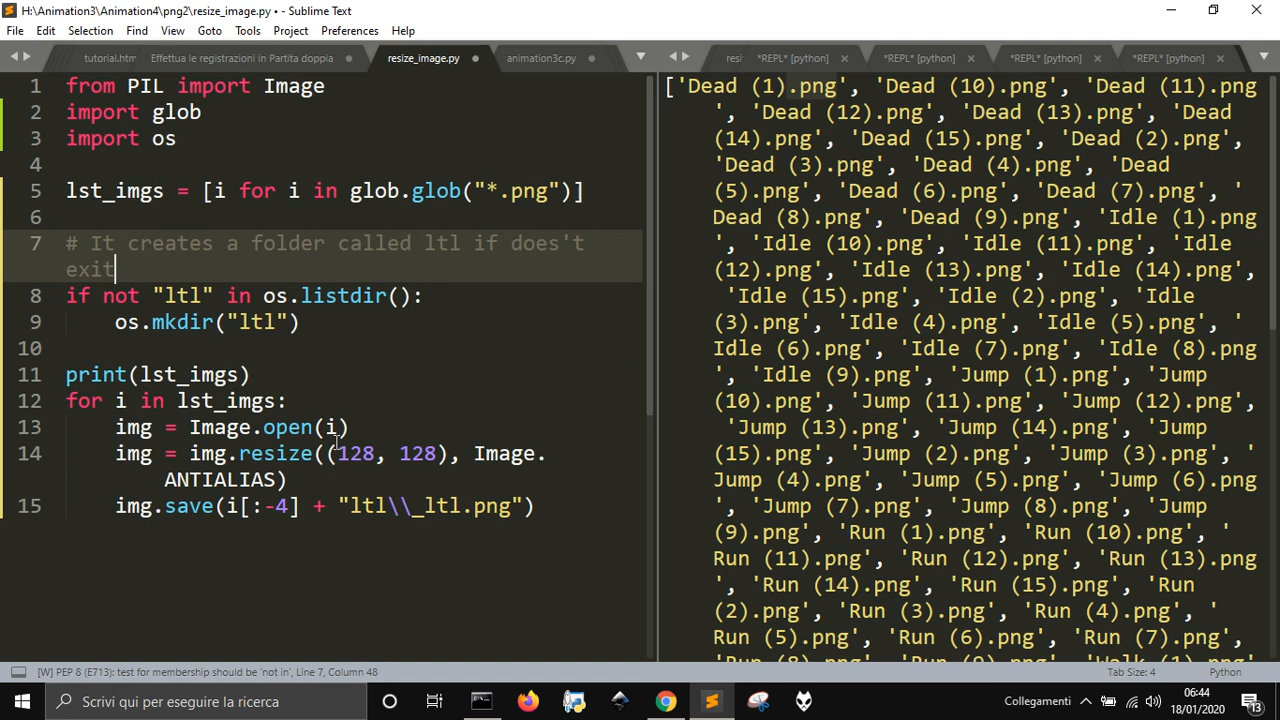 H:\Animation3\Animation4\png2\resize_image.py • - Sublime Text
File Edit Selection Find View Goto Tools Project Preferences Help
tutorial.htm Effettua le registrazioni in Partita doppia resize_image.py animation3c.py
resi *REPL* [python] *REPL* [python] *REPL* [python] *REPL* [python]
1 from PIL import Image
2 import glob
3 import os
4
5 lst_imgs = [i for i in glob.glob("*.png")]
6
7 # It creates a folder called ltl if does't
exit
8 if not "ltl" in os.listdir():
9 os.mkdir("ltl")
10
11 print(lst_imgs)
12 for i in lst_imgs:
13 img = Image.open(i)
14 img = img.resize((128, 128), Image.
ANTIALIAS)
15 img.save(i[:-4] + "ltl\\_ltl.png")
['Dead (1).png', 'Dead (10).png', 'Dead (11).png
', 'Dead (12).png', 'Dead (13).png', 'Dead
(14).png', 'Dead (15).png', 'Dead (2).png',
'Dead (3).png', 'Dead (4).png', 'Dead
(5).png', 'Dead (6).png', 'Dead (7).png', '
Dead (8).png', 'Dead (9).png', 'Idle (1).png
', 'Idle (10).png', 'Idle (11).png', 'Idle
(12).png', 'Idle (13).png', 'Idle (14).png',
'Idle (15).png', 'Idle (2).png', 'Idle
(3).png', 'Idle (4).png', 'Idle (5).png', '
Idle (6).png', 'Idle (7).png', 'Idle (8).png
', 'Idle (9).png', 'Jump (1).png', 'Jump
(10).png', 'Jump (11).png', 'Jump (12).png',
'Jump (13).png', 'Jump (14).png', 'Jump
(15).png', 'Jump (2).png', 'Jump (3).png', '
Jump (4).png', 'Jump (5).png', 'Jump (6).png
', 'Jump (7).png', 'Jump (8).png', 'Jump
(9).png', 'Run (1).png', 'Run (10).png', '
Run (11).png', 'Run (12).png', 'Run (13).png
', 'Run (14).png', 'Run (15).png', 'Run
(2).png', 'Run (3).png', 'Run (4).png', '
Run (5).png', 'Run (6).png', 'Run (7).png',
'Run (8).png', 'Run (9).png', 'Walk (1).png
[W] PEP 8 (E713): test for membership should be 'not in', Line 7, Column 48
Tab Size: 4 Python
Scrivi qui per eseguire la ricerca
Collegamenti
06:44
18/01/2020
13